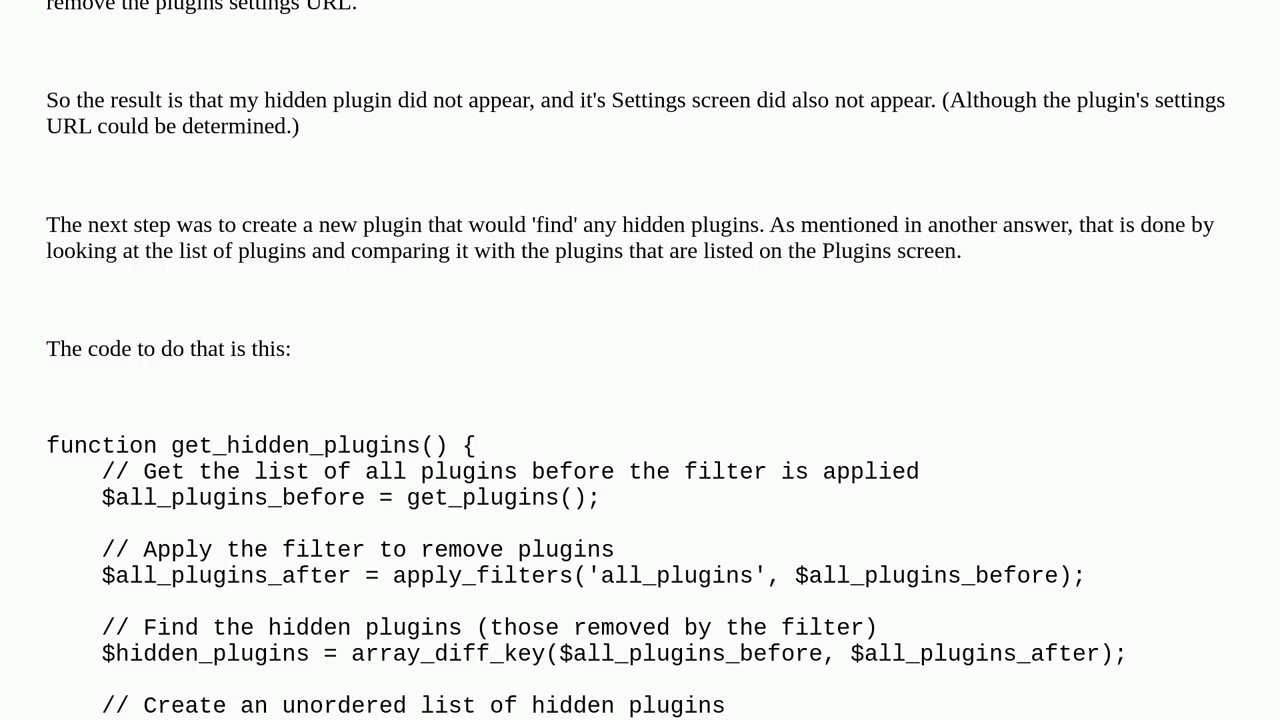 remove the plugins settings URL.
So the result is that my hidden plugin did not appear, and it's Settings screen did also not appear. (Although the plugin's settings
URL could be determined.)
The next step was to create a new plugin that would 'find' any hidden plugins. As mentioned in another answer, that is done by
looking at the list of plugins and comparing it with the plugins that are listed on the Plugins screen.
The code to do that is this:
function get_hidden_plugins() {
    // Get the list of all plugins before the filter is applied
    $all_plugins_before = get_plugins();
    // Apply the filter to remove plugins
    $all_plugins_after = apply_filters('all_plugins', $all_plugins_before);
    // Find the hidden plugins (those removed by the filter)
    $hidden_plugins = array_diff_key($all_plugins_before, $all_plugins_after);
    // Create an unordered list of hidden plugins